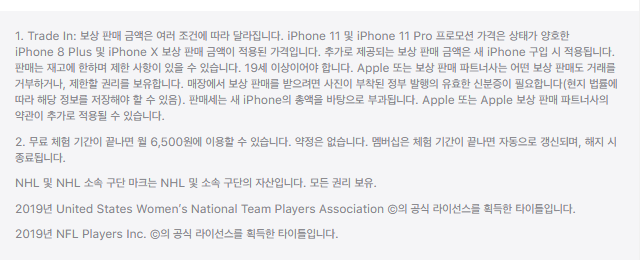 1. Trade In: 보상 판매 금액은 여러 조건에 따라 달라집니다. iPhone 11 및 iPhone 11 Pro 프로모션 가격은 상태가 양호한
iPhone 8 Plus 및 iPhone X 보상 판매 금액이 적용된 가격입니다. 추가로 제공되는 보상 판매 금액은 새 iPhone 구입 시 적용됩니다.
판매는 재고에 한하며 제한 사항이 있을 수 있습니다. 19세 이상이어야 합니다. Apple 또는 보상 판매 파트너사는 어떤 보상 판매도 거래를
거부하거나, 제한할 권리를 보유합니다. 매장에서 보상 판매를 받으려면 사진이 부착된 정부 발행의 유효한 신분증이 필요합니다(현지 법률에
따라 해당 정보를 저장해야 할 수 있음). 판매세는 새 iPhone의 총액을 바탕으로 부과됩니다. Apple 또는 Apple 보상 판매 파트너사의
약관이 추가로 적용될 수 있습니다.
2. 무료 체험 기간이 끝나면 월 6,500원에 이용할 수 있습니다. 약정은 없습니다. 멤버십은 체험 기간이 끝나면 자동으로 갱신되며, 해지 시
종료됩니다.
NHL 및 NHL 소속 구단 마크는 NHL 및 소속 구단의 자산입니다. 모든 권리 보유.
2019년 United States Women's National Team Players Association ©의 공식 라이선스를 획득한 타이틀입니다.
2019년 NFL Players Inc. ©의 공식 라이선스를 획득한 타이틀입니다.